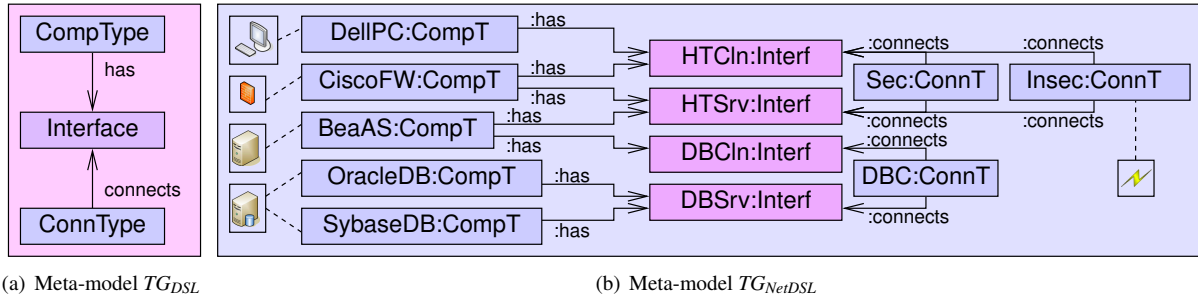 CompType
has
Interface
connects
ConnType
DellPC:CompT
:has
HTCln:Interf
:connects
:connects
CiscoFW:CompT
:has
:has
Sec:ConnT
Insec:ConnT
HTSrv:Interf
:connects
:connects
BeaAS:CompT
:has
:has
DBCln:Interf
:connects
OracleDB:CompT
:has
DBC:ConnT
DBSrv:Interf
SybaseDB:CompT
:has
:connects
(a) Meta-model TG_DSL
(b) Meta-model TG_NetDSL